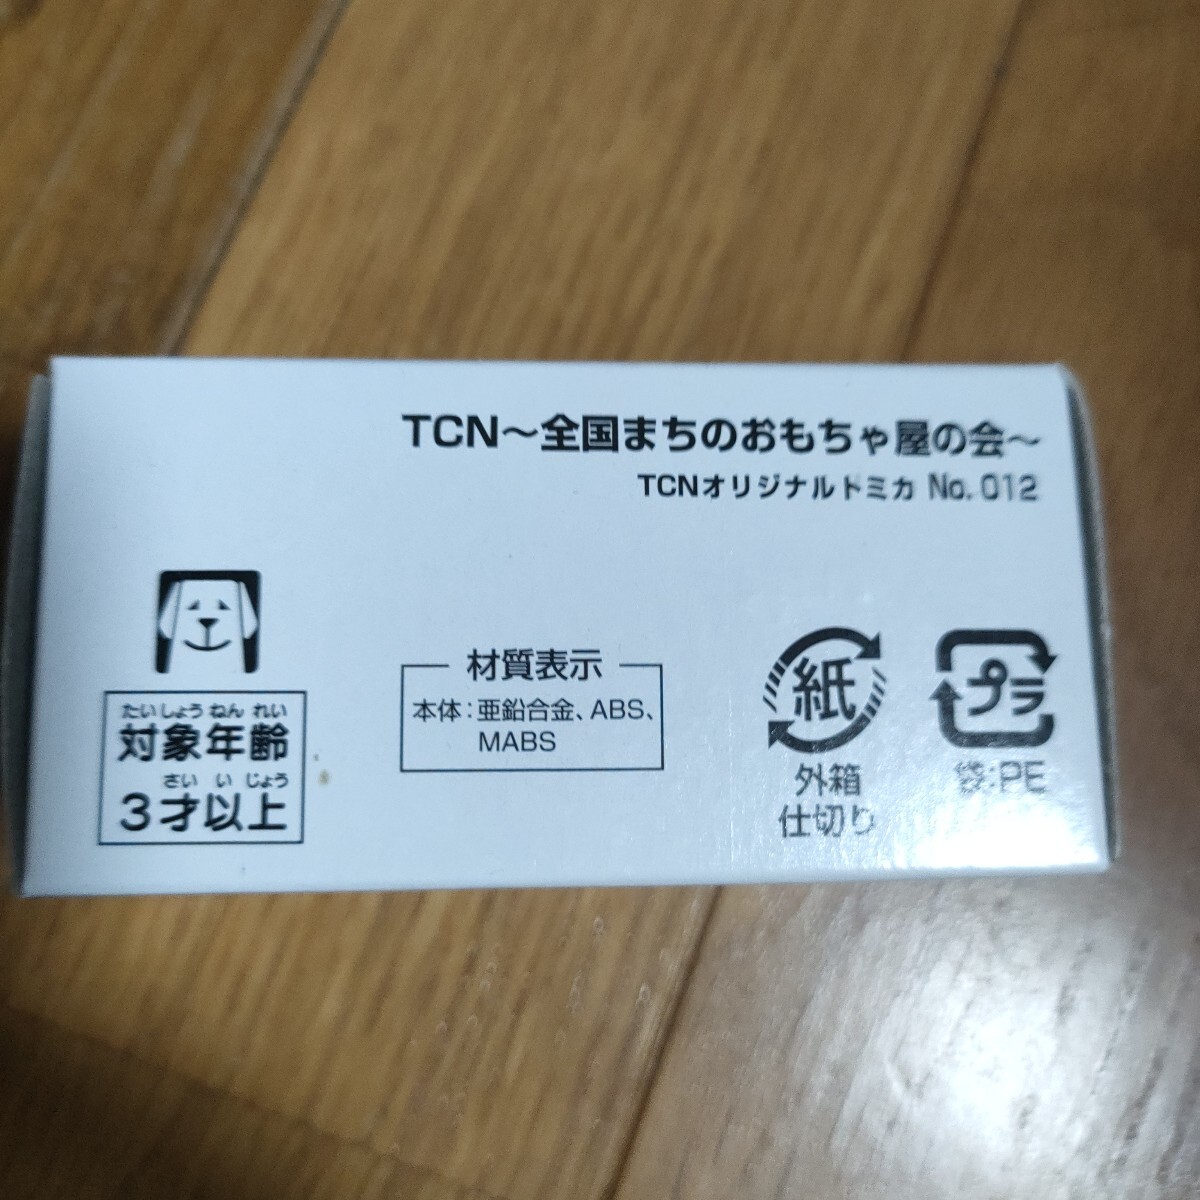 TCN～全国まちのおもちゃ屋の会～
TCNオリジナルトミカ No.012
たいしょう ねん れい
対象年齢
さい い じょう
3才以上
材質表示
本体：亜鉛合金、ABS、
MABS
紙
外箱
仕切り
プラ
袋：PE